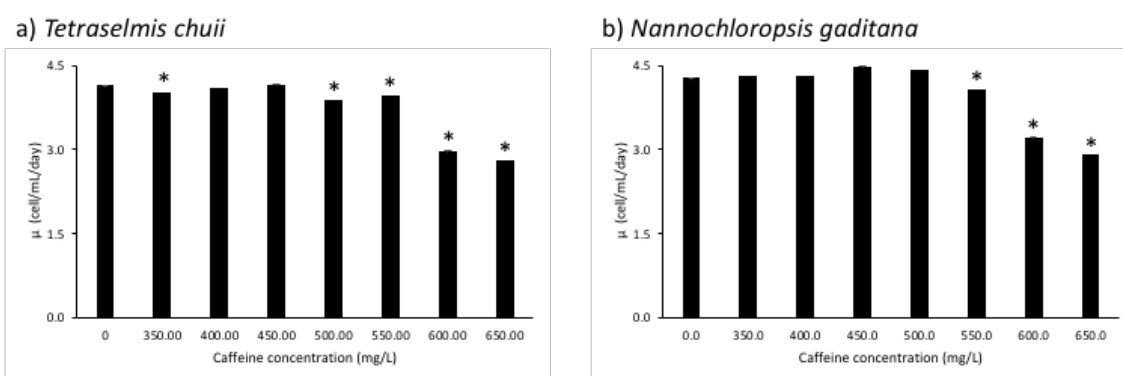 a) Tetraselmis chuii
4.5
3.0
1.5
0.0
μ (cell/mL/day)
* * * * *
0 350.00 400.00 450.00 500.00 550.00 600.00 650.00
Caffeine concentration (mg/L)
b) Nannochloropsis gaditana
4.5
3.0
1.5
0.0
μ (cell/mL/day)
* * *
0.0 350.0 400.0 450.0 500.0 550.0 600.0 650.0
Caffeine concentration (mg/L)